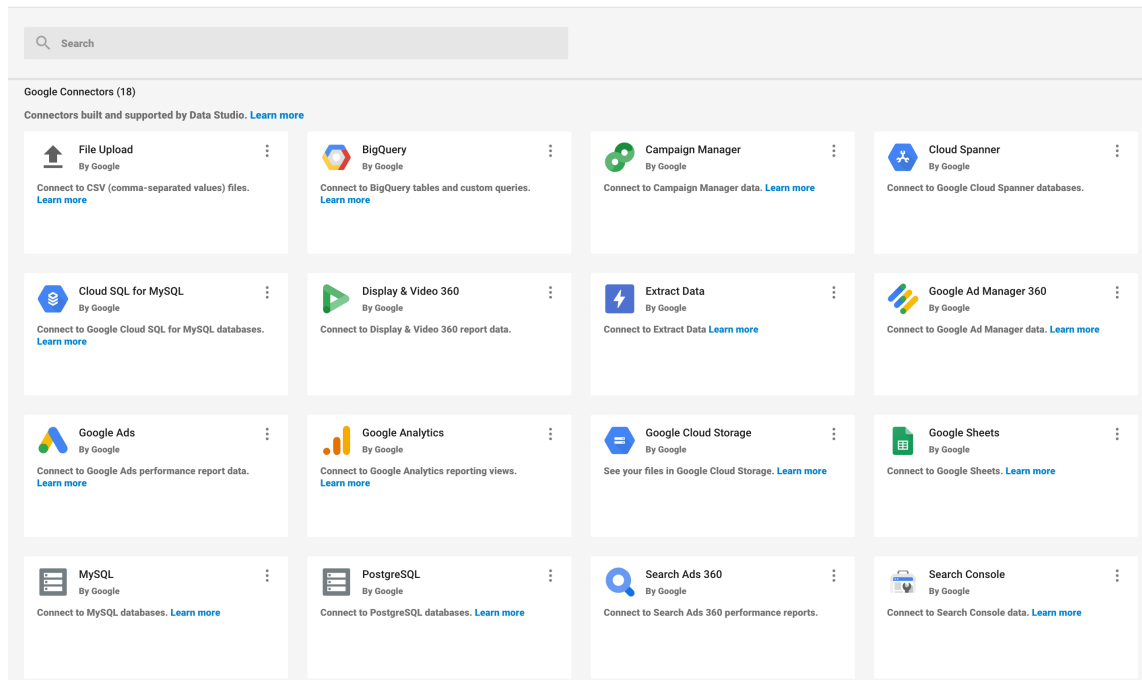 Search
Google Connectors (18)
Connectors built and supported by Data Studio. Learn more
File Upload
By Google
Connect to CSV (comma-separated values) files.
Learn more
BigQuery
By Google
Connect to BigQuery tables and custom queries.
Learn more
Campaign Manager
By Google
Connect to Campaign Manager data. Learn more
Cloud Spanner
By Google
Connect to Google Cloud Spanner databases.
Cloud SQL for MySQL
By Google
Connect to Google Cloud SQL for MySQL databases.
Learn more
Display & Video 360
By Google
Connect to Display & Video 360 report data.
Extract Data
By Google
Connect to Extract Data Learn more
Google Ad Manager 360
By Google
Connect to Google Ad Manager data. Learn more
Google Ads
By Google
Connect to Google Ads performance report data.
Learn more
Google Analytics
By Google
Connect to Google Analytics reporting views.
Learn more
Google Cloud Storage
By Google
See your files in Google Cloud Storage. Learn more
Google Sheets
By Google
Connect to Google Sheets. Learn more
MySQL
By Google
Connect to MySQL databases. Learn more
PostgreSQL
By Google
Connect to PostgreSQL databases. Learn more
Search Ads 360
By Google
Connect to Search Ads 360 performance reports.
Search Console
By Google
Connect to Search Console data. Learn more